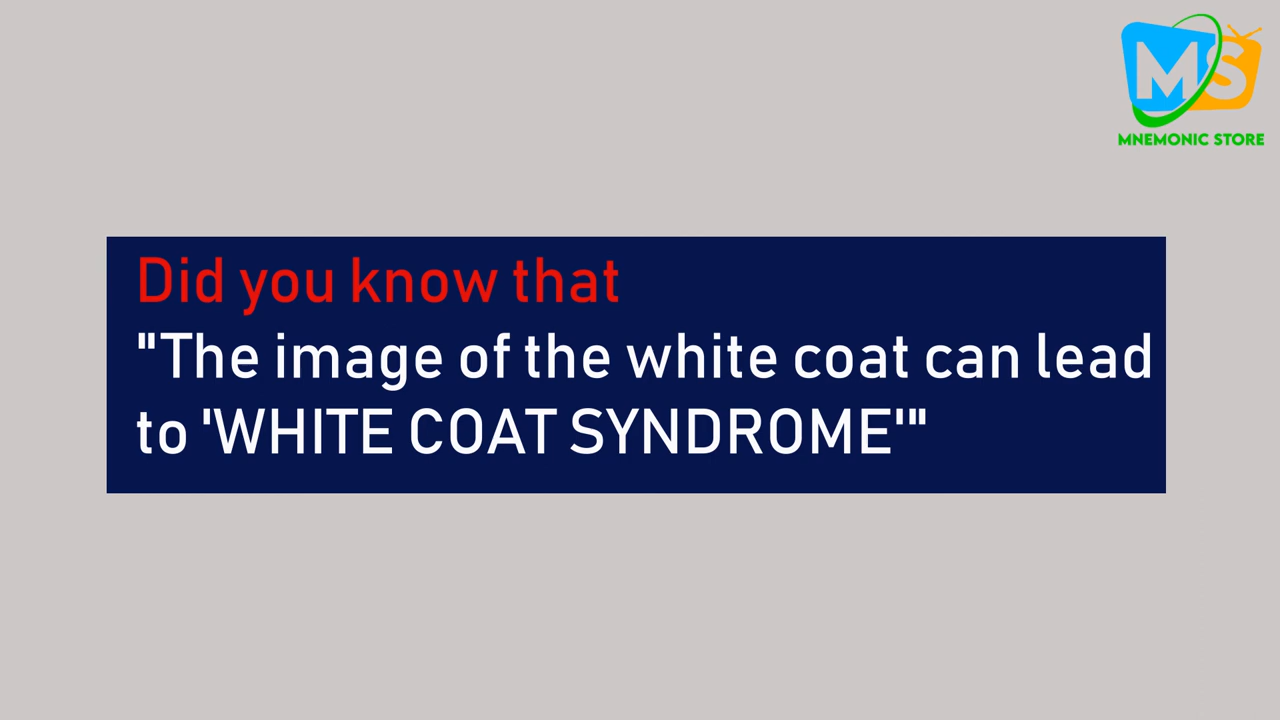 MS
MNEMONIC STORE
Did you know that
"The image of the white coat can lead
to 'WHITE COAT SYNDROME'"